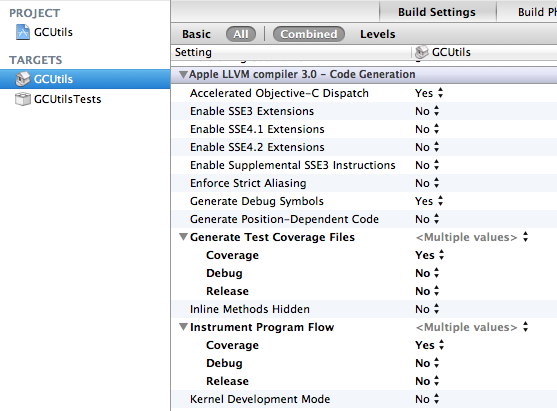 PROJECT
GCUtils
TARGETS
GCUtils
GCUtilsTests
Build Settings
Basic All Combined Levels
Setting GCUtils
Apple LLVM compiler 3.0 - Code Generation
Accelerated Objective-C Dispatch Yes
Enable SSE3 Extensions No
Enable SSE4.1 Extensions No
Enable SSE4.2 Extensions No
Enable Supplemental SSE3 Instructions No
Enforce Strict Aliasing No
Generate Debug Symbols Yes
Generate Position-Dependent Code No
Generate Test Coverage Files <Multiple values>
Coverage Yes
Debug No
Release No
Inline Methods Hidden No
Instrument Program Flow <Multiple values>
Coverage Yes
Debug No
Release No
Kernel Development Mode No